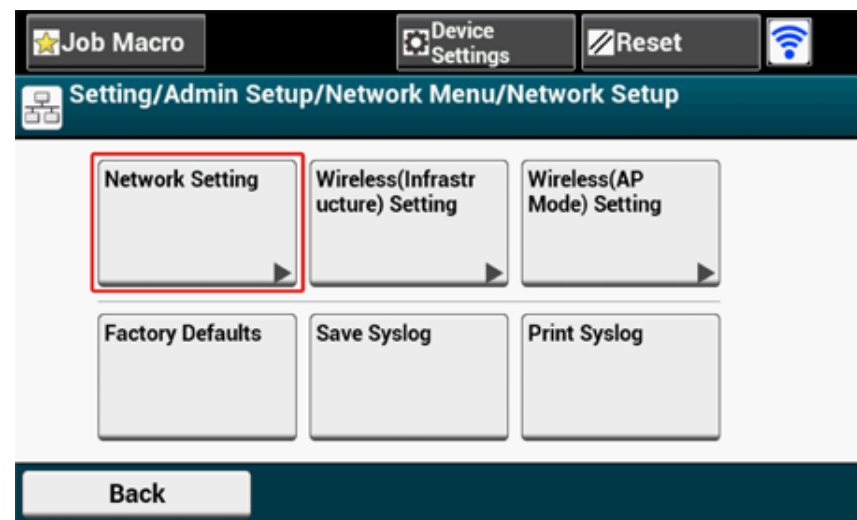 Job Macro
Device
Settings
Reset
Setting/Admin Setup/Network Menu/Network Setup
Network Setting
Wireless(Infrastr
ucture) Setting
Wireless(AP
Mode) Setting
Factory Defaults
Save Syslog
Print Syslog
Back